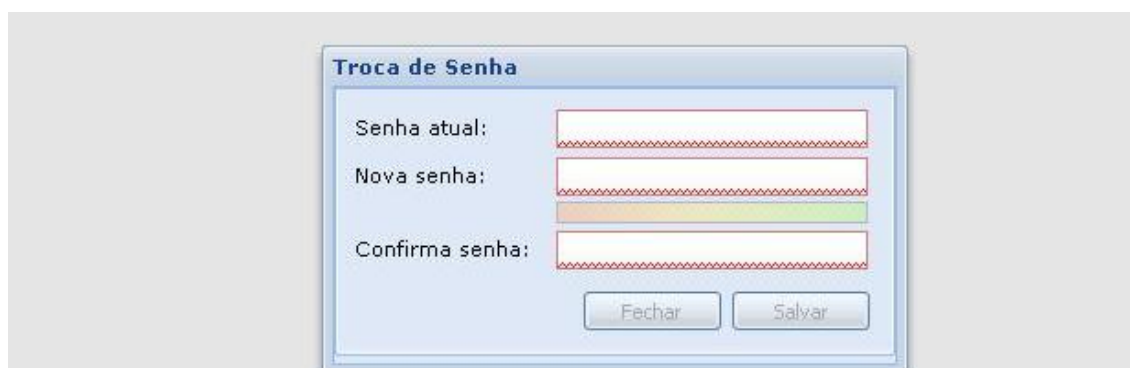 Troca de Senha
Senha atual:
Nova senha:
Confirma senha:
Fechar Salvar